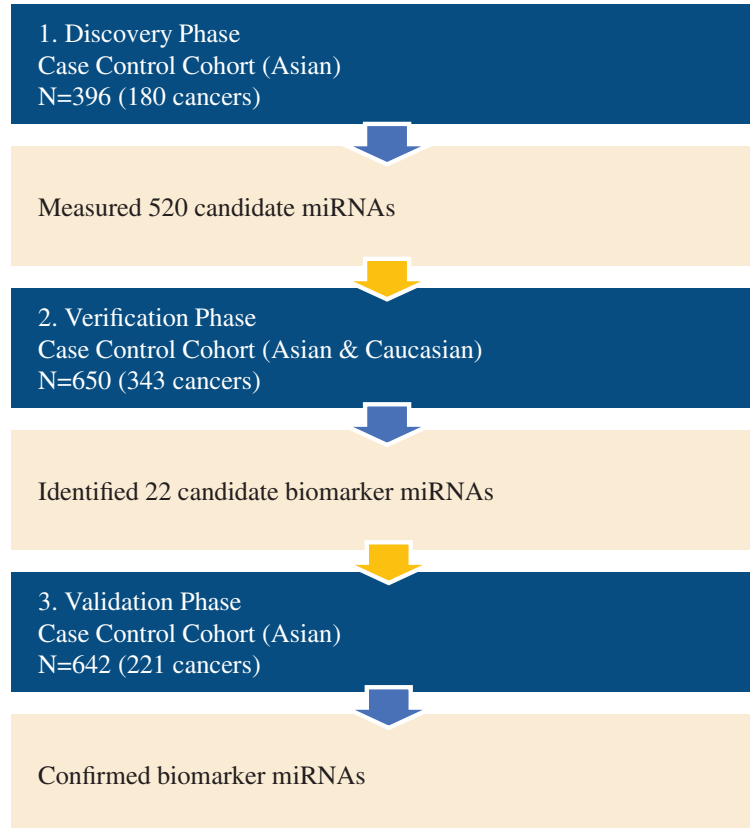 1. Discovery Phase
Case Control Cohort (Asian)
N=396 (180 cancers)
Measured 520 candidate miRNAs
2. Verification Phase
Case Control Cohort (Asian & Caucasian)
N=650 (343 cancers)
Identified 22 candidate biomarker miRNAs
3. Validation Phase
Case Control Cohort (Asian)
N=642 (221 cancers)
Confirmed biomarker miRNAs